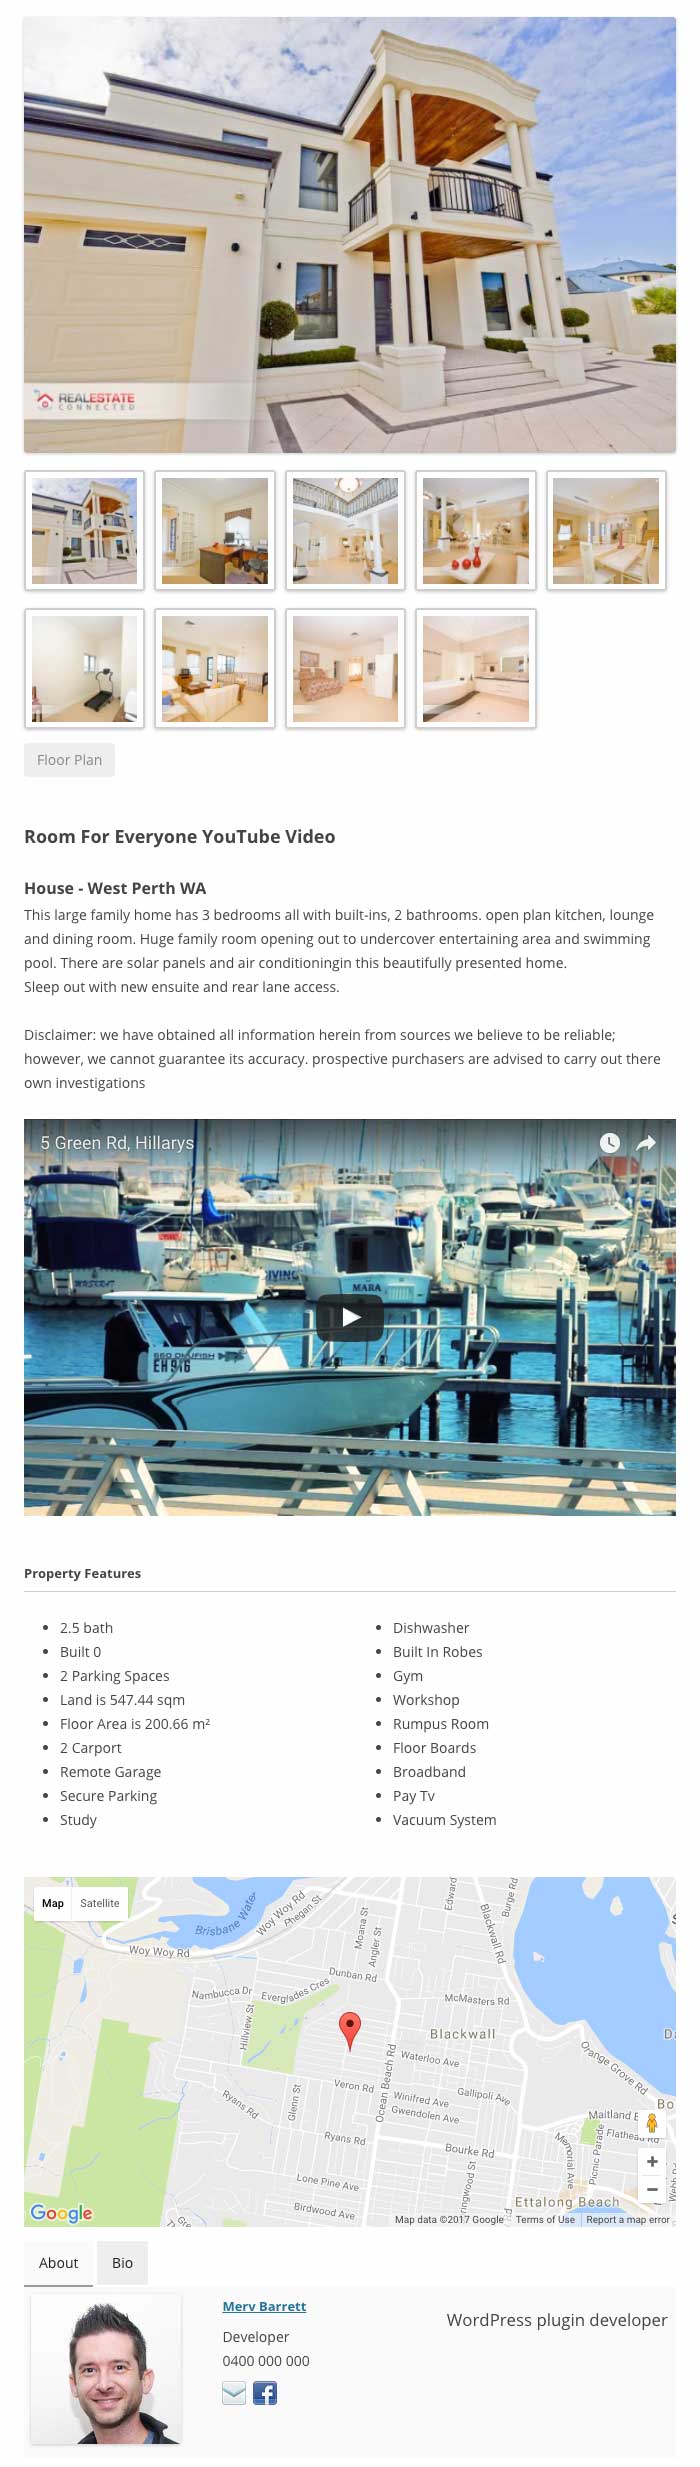 REALESTATE
CONNECTED
Floor Plan
Room For Everyone YouTube Video
House - West Perth WA
This large family home has 3 bedrooms all with built-ins, 2 bathrooms. open plan kitchen, lounge
and dining room. Huge family room opening out to undercover entertaining area and swimming
pool. There are solar panels and air conditioningin this beautifully presented home.
Sleep out with new ensuite and rear lane access.
Disclaimer: we have obtained all information herein from sources we believe to be reliable;
however, we cannot guarantee its accuracy. prospective purchasers are advised to carry out there
own investigations
5 Green Rd, Hillarys
MARA
EH 916
Property Features
2.5 bath
Built 0
2 Parking Spaces
Land is 547.44 sqm
Floor Area is 200.66 m²
2 Carport
Remote Garage
Secure Parking
Study
Dishwasher
Built In Robes
Gym
Workshop
Rumpus Room
Floor Boards
Broadband
Pay Tv
Vacuum System
Map Satellite
Brisbane Water
Woy Woy Rd
Phegan St
Woy Woy Rd
Moana St
Angler St
Edward
Burge Rd
Blackwall Rd
Dunban Rd
Nambucca Dr
Everglades Cres
McMasters Rd
Hillview St
Blackwall
Orange Grove Rd
Waterloo Ave
Ocean Beach Rd
Veron Rd
Glenn St
Winifred Ave
Gallipoli Ave
Gwendolen Ave
Ryans Rd
Maitland B
Flathead Rd
Ryans Rd
Bourke Rd
Memorial Ave
Picnic Parade
Webb Rd
Lone Pine Ave
Ettalong Beach
Birdwood Ave
Google
Map data ©2017 Google Terms of Use Report a map error
About Bio
Merv Barrett
Developer
0400 000 000
WordPress plugin developer